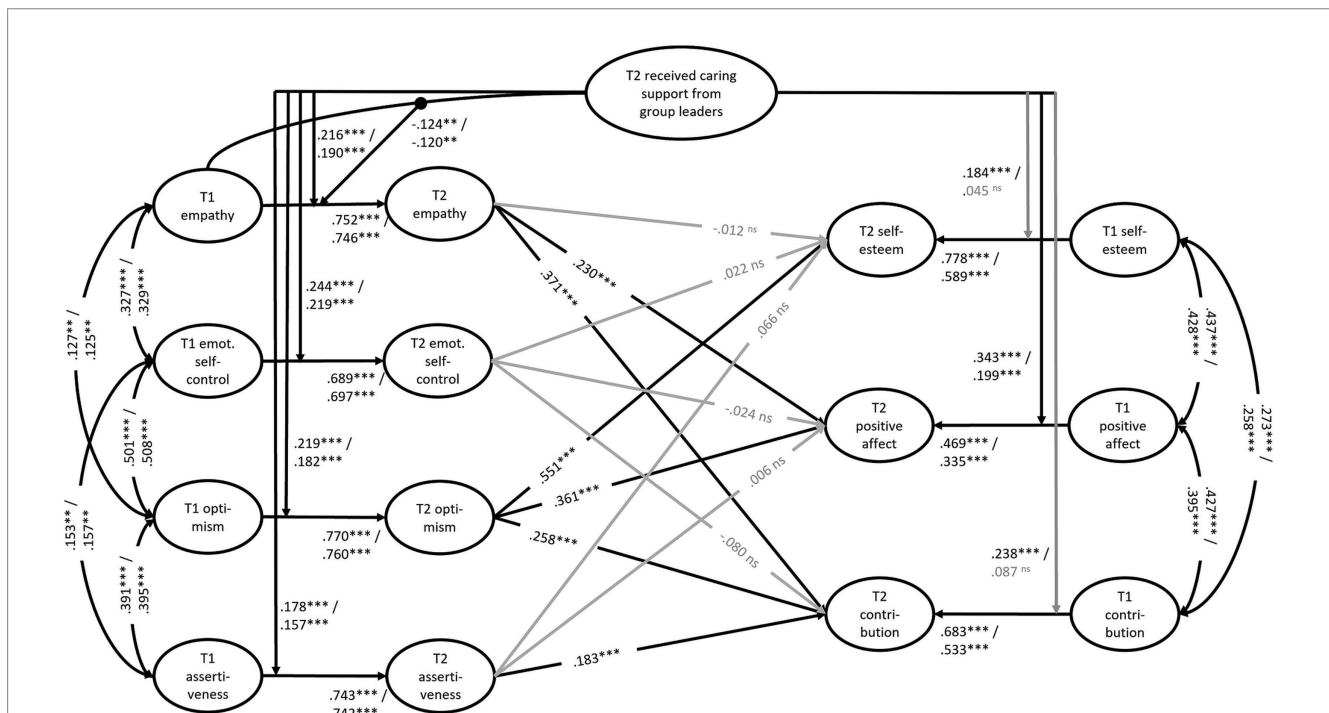 T2 received caring
support from
group leaders
.216*** /
.190***
-.124** /
-.120**
.184*** /
.045 ns
T1
empathy
T2
empathy
.752*** /
.746***
-.012 ns
T2 self-
esteem
T1 self-
esteem
.778*** /
.589***
.230***
.371***
.022 ns
.066 ns
.327*** /
.329***
.127** /
.125**
.244*** /
.219***
.437*** /
.428***
.273*** /
.258***
T1 emot.
self-
control
T2 emot.
self-
control
.689*** /
.697***
.343*** /
.199***
-.024 ns
T2
positive
affect
T1
positive
affect
.469*** /
.335***
.501*** /
.508***
.219*** /
.182***
.551***
.361***
.006 ns
.427*** /
.395***
T1 opti-
mism
T2 opti-
mism
.770*** /
.760***
.258***
-.080 ns
.238*** /
.087 ns
.153** /
.157**
.391*** /
.395***
.178*** /
.157***
T2
contri-
bution
T1
contri-
bution
.683*** /
.533***
.183***
T1
asserti-
veness
T2
asserti-
veness
.743*** /
.742***